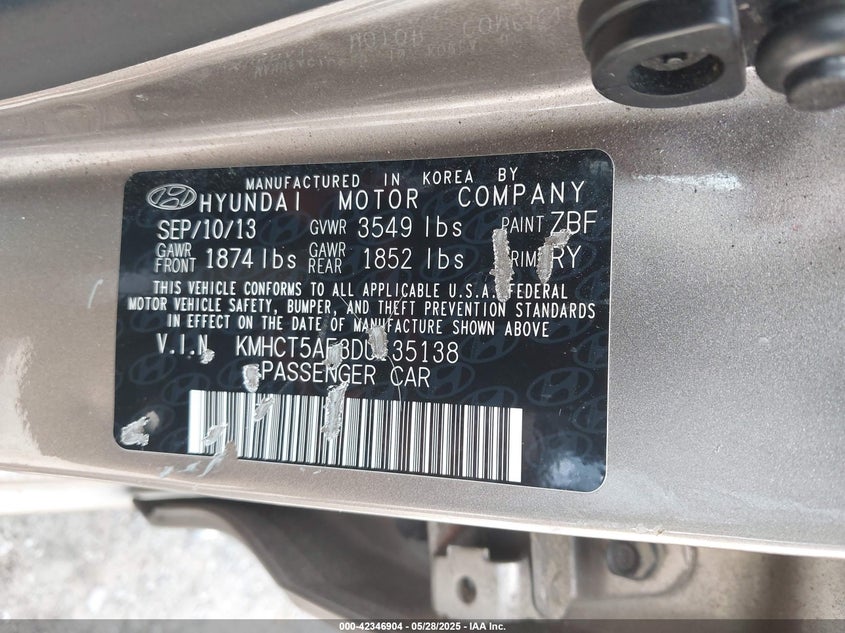 MANUFACTURED IN KOREA BY
HYUNDAI MOTOR COMPANY
SEP/10/13 GVWR 3549 lbs PAINT ZBF
GAWR FRONT 1874 lbs GAWR REAR 1852 lbs PRIMARY
THIS VEHICLE CONFORMS TO ALL APPLICABLE U.S.A. FEDERAL
MOTOR VEHICLE SAFETY, BUMPER, AND THEFT PREVENTION STANDARDS
IN EFFECT ON THE DATE OF MANUFACTURE SHOWN ABOVE
V.I.N
PASSENGER CAR
000-42346904 - 05/28/2025 - IAA Inc.